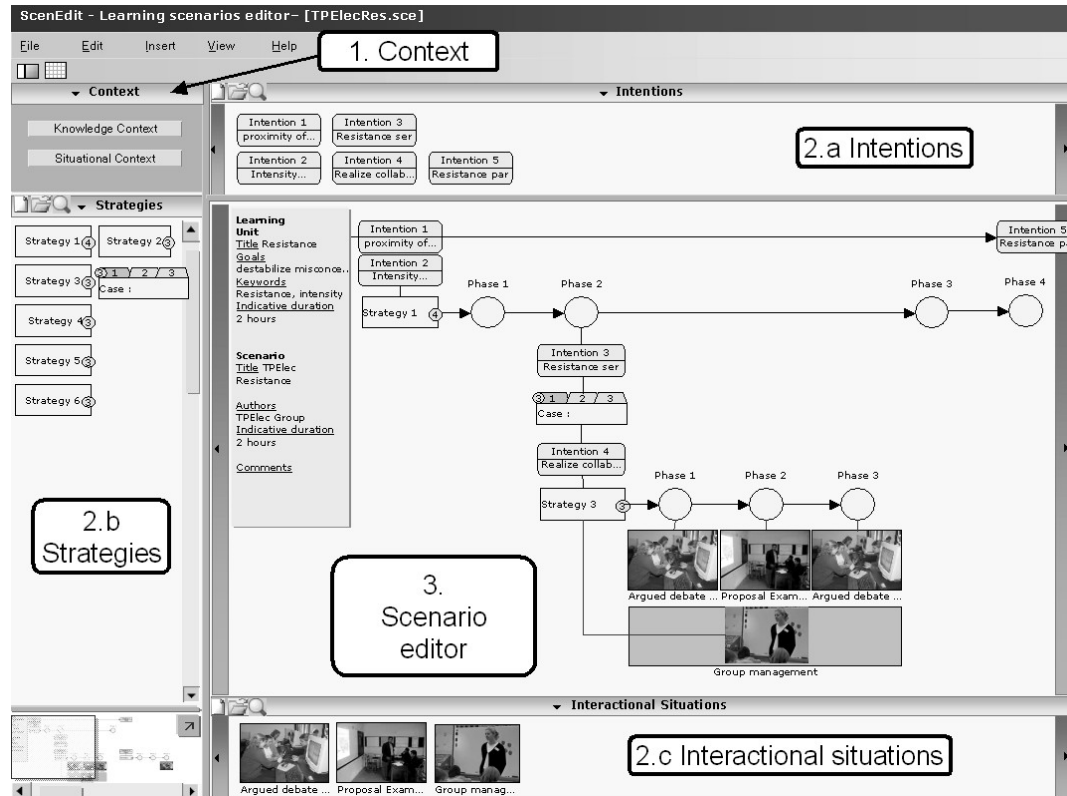 ScenEdit - Learning scenarios editor– [TPElecRes.sce]
File Edit Insert View Help
1. Context
Context
Knowledge Context
Situational Context
Intentions
Intention 1
proximity of...
Intention 3
Resistance ser
Intention 2
Intensity...
Intention 4
Realize collab...
Intention 5
Resistance par
2.a Intentions
Strategies
Strategy 1 4
Strategy 2 3
Strategy 3 3
3 1 / 2 / 3
Case :
Strategy 4 3
Strategy 5 3
Strategy 6 3
2.b
Strategies
Learning
Unit
Title Resistance
Goals
destabilize misconce..
Keywords
Resistance, intensity
Indicative duration
2 hours
Scenario
Title TPElec
Resistance
Authors
TPElec Group
Indicative duration
2 hours
Comments
Intention 1
proximity of...
Intention 5
Resistance pa
Intention 2
Intensity...
Strategy 1 4
Phase 1
Phase 2
Phase 3
Phase 4
Intention 3
Resistance ser
3 1 / 2 / 3
Case :
Intention 4
Realize collab...
Strategy 3 3
Phase 1
Phase 2
Phase 3
Argued debate ...
Proposal Exam...
Argued debate ...
Group management
3.
Scenario
editor
Interactional Situations
Argued debate ...
Proposal Exam...
Group manag...
2.c Interactional situations